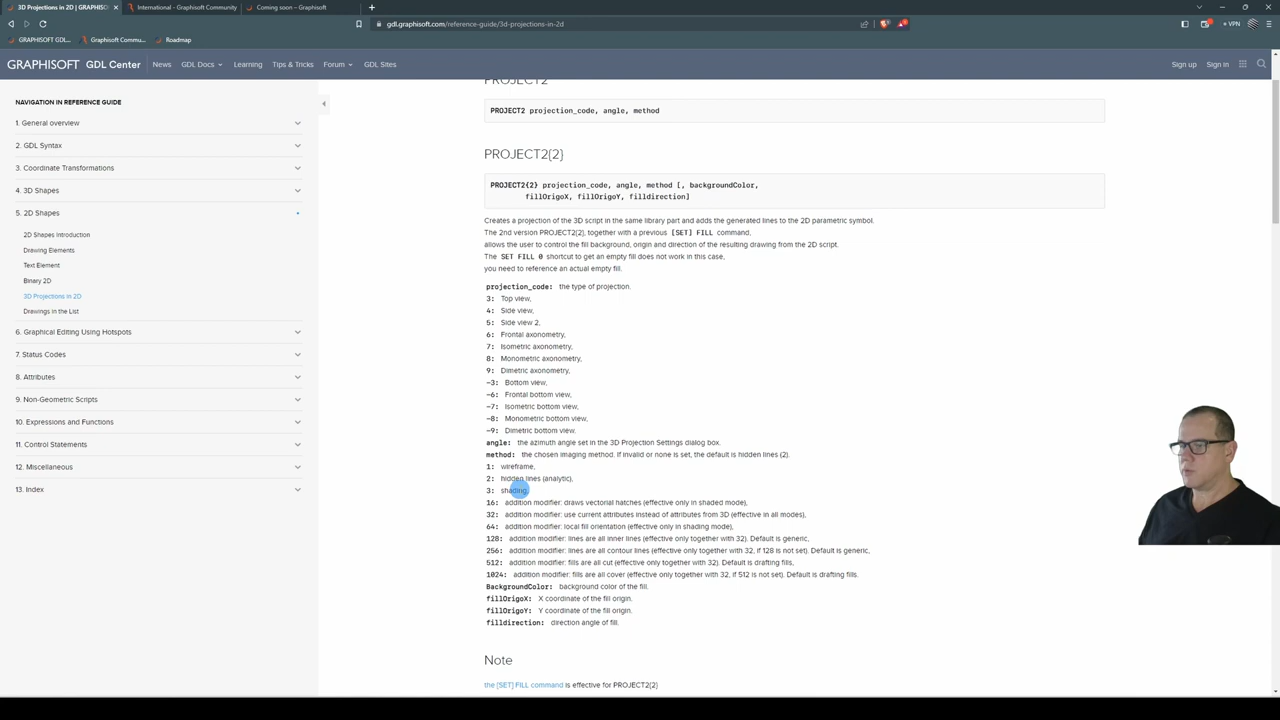 3D Projections in 2D | GRAPHIS
International - Graphisoft Community
Coming soon – Graphisoft
gdl.graphisoft.com/reference-guide/3d-projections-in-2d
VPN
GRAPHISOFT GDL...
Graphisoft Commu...
Roadmap
GRAPHISOFT GDL Center
News
GDL Docs
Learning
Tips & Tricks
Forum
GDL Sites
Sign up
Sign in
NAVIGATION IN REFERENCE GUIDE
1. General overview
2. GDL Syntax
3. Coordinate Transformations
4. 3D Shapes
5. 2D Shapes
2D Shapes Introduction
Drawing Elements
Text Element
Binary 2D
3D Projections in 2D
Drawings in the List
6. Graphical Editing Using Hotspots
7. Status Codes
8. Attributes
9. Non-Geometric Scripts
10. Expressions and Functions
11. Control Statements
12. Miscellaneous
13. Index
PROJECT2
PROJECT2 projection_code, angle, method
PROJECT2{2}
PROJECT2{2} projection_code, angle, method [, backgroundColor,
fillOrigoX, fillOrigoY, filldirection]
Creates a projection of the 3D script in the same library part and adds the generated lines to the 2D parametric symbol.
The 2nd version PROJECT2{2}, together with a previous [SET] FILL command,
allows the user to control the fill background, origin and direction of the resulting drawing from the 2D script.
The SET FILL 0 shortcut to get an empty fill does not work in this case,
you need to reference an actual empty fill.
projection_code: the type of projection.
3: Top view,
4: Side view,
5: Side view 2,
6: Frontal axonometry,
7: Isometric axonometry,
8: Monometric axonometry,
9: Dimetric axonometry,
-3: Bottom view,
-6: Frontal bottom view,
-7: Isometric bottom view,
-8: Monometric bottom view,
-9: Dimetric bottom view.
angle: the azimuth angle set in the 3D Projection Settings dialog box.
method: the chosen imaging method. If invalid or none is set, the default is hidden lines (2).
1: wireframe,
2: hidden lines (analytic),
3: shading,
16: addition modifier: draws vectorial hatches (effective only in shaded mode),
32: addition modifier: use current attributes instead of attributes from 3D (effective in all modes),
64: addition modifier: local fill orientation (effective only in shading mode),
128: addition modifier: lines are all inner lines (effective only together with 32). Default is generic,
256: addition modifier: lines are all contour lines (effective only together with 32, if 128 is not set). Default is generic,
512: addition modifier: fills are all cut (effective only together with 32). Default is drafting fills,
1024: addition modifier: fills are all cover (effective only together with 32, if 512 is not set). Default is drafting fills.
BackgroundColor: background color of the fill.
fillOrigoX: X coordinate of the fill origin.
fillOrigoY: Y coordinate of the fill origin.
filldirection: direction angle of fill.
Note
the [SET] FILL command is effective for PROJECT2{2}